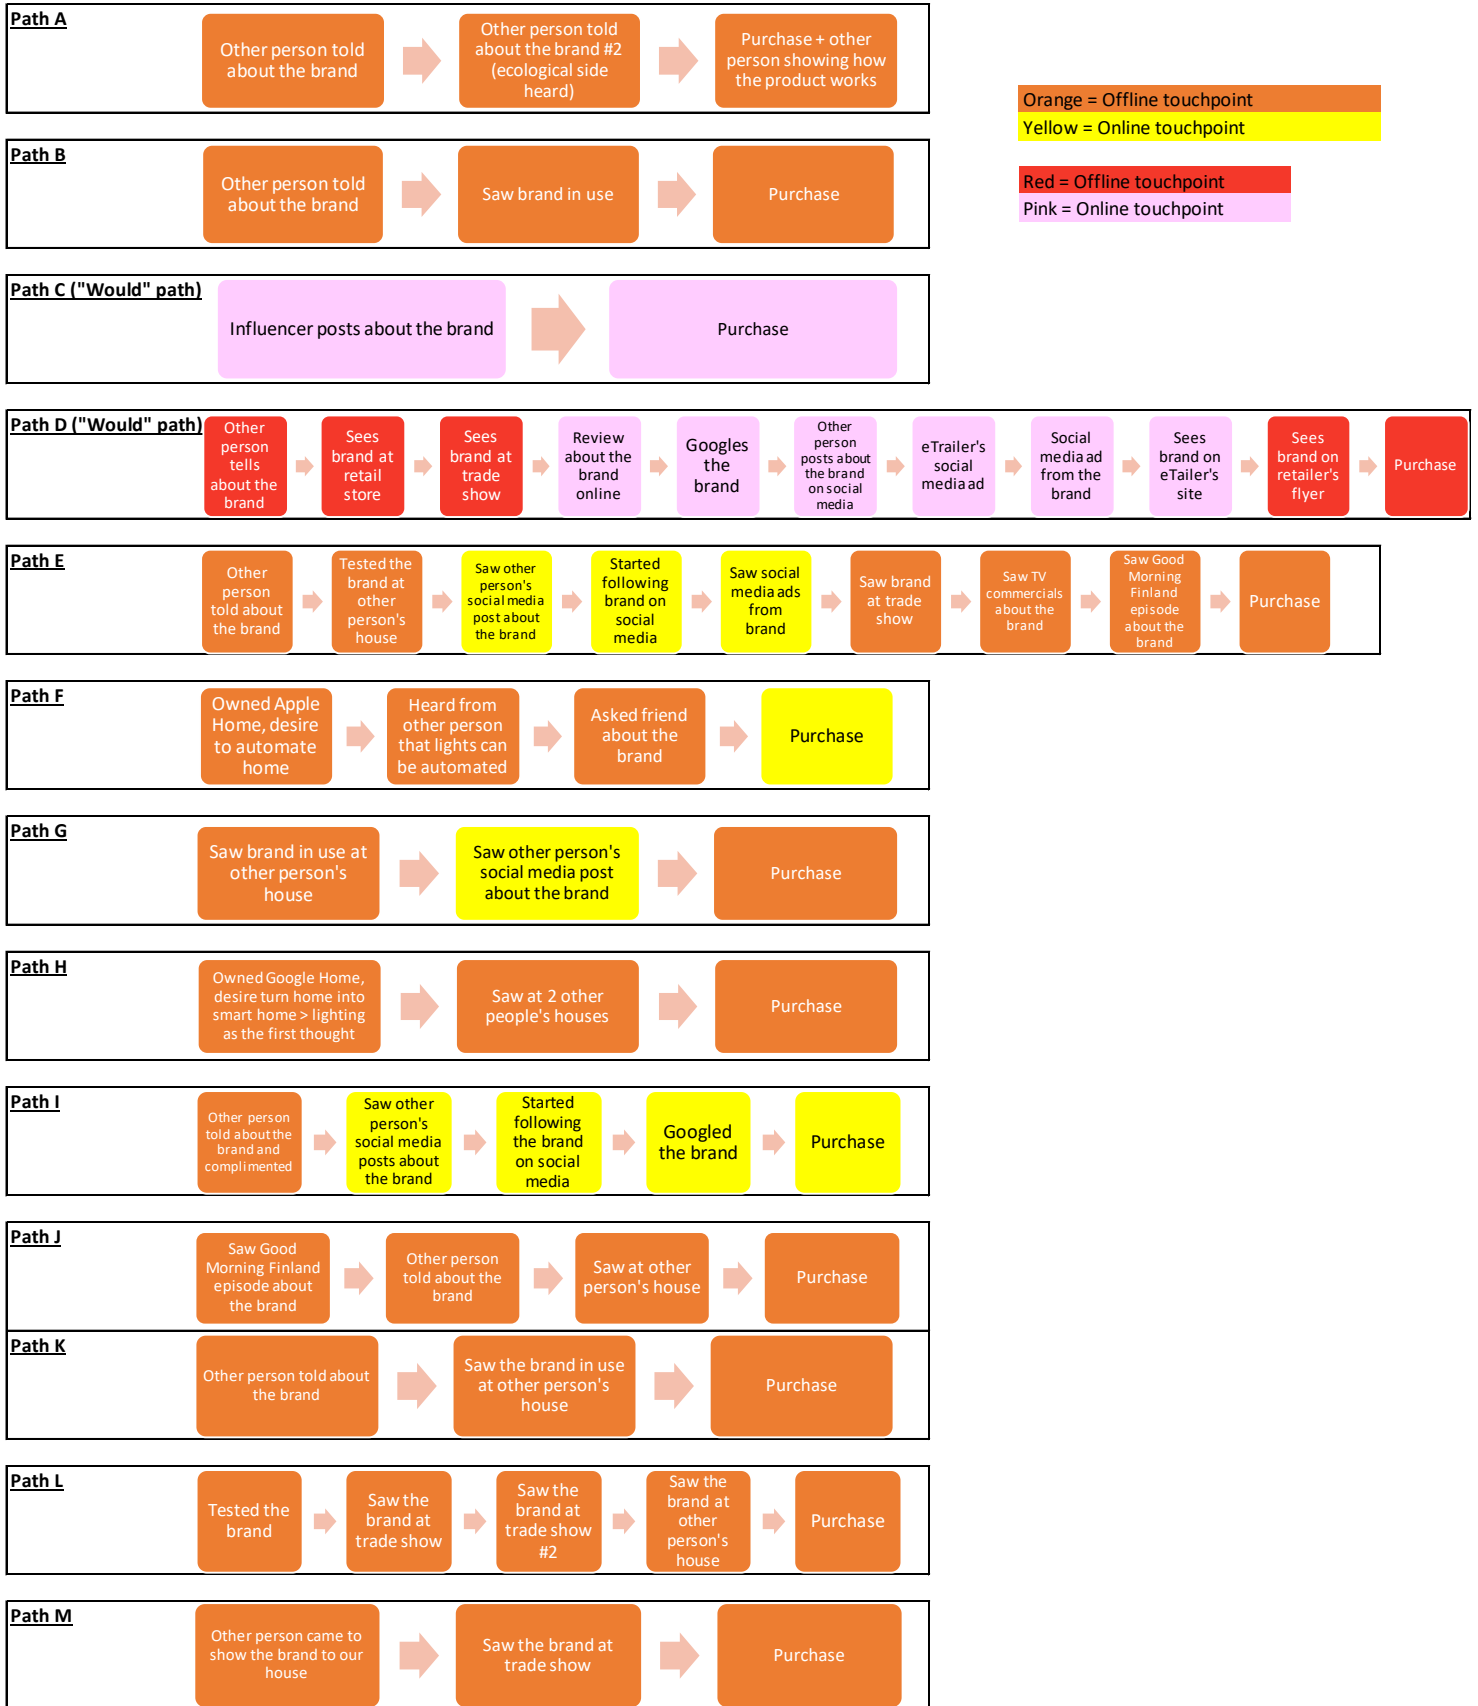 Path A
Other person told
about the brand
Other person told
about the brand #2
(ecological side
heard)
Purchase + other
person showing how
the product works
Orange = Offline touchpoint
Yellow = Online touchpoint
Red = Offline touchpoint
Pink = Online touchpoint
Path B
Other person told
about the brand
Saw brand in use
Purchase
Path C ("Would" path)
Influencer posts about the brand
Purchase
Path D ("Would" path)
Other
person
tells
about the
brand
Sees
brand at
retail
store
Sees
brand at
trade
show
Review
about the
brand
online
Googles
the
brand
Other
person
posts about
the brand
on social
media
eTrailer's
social
media ad
Social
media ad
from the
brand
Sees
brand on
eTailer's
site
Sees
brand on
retailer's
flyer
Purchase
Path E
Other
person
told about
the brand
Tested the
brand at
other
person's
house
Saw other
person's
social media
post about
the brand
Started
following
brand on
social
media
Saw social
media ads
from
brand
Saw brand
at trade
show
Saw TV
commercials
about the
brand
Saw Good
Morning
Finland
episode
about the
brand
Purchase
Path F
Owned Apple
Home, desire
to automate
home
Heard from
other person
that lights can
be automated
Asked friend
about the
brand
Purchase
Path G
Saw brand in use at
other person's
house
Saw other person's
social media post
about the brand
Purchase
Path H
Owned Google Home,
desire turn home into
smart home > lighting
as the first thought
Saw at 2 other
people's houses
Purchase
Path I
Other person
told about the
brand and
complimented
Saw other
person's
social media
posts about
the brand
Started
following
the brand
on social
media
Googled
the brand
Purchase
Path J
Saw Good
Morning Finland
episode about
the brand
Other person
told about the
brand
Saw at other
person's house
Purchase
Path K
Other person told about
the brand
Saw the brand in use
at other person's
house
Purchase
Path L
Tested the
brand
Saw the
brand at
trade show
Saw the
brand at
trade show
#2
Saw the
brand at
other
person's
house
Purchase
Path M
Other person came to
show the brand to our
house
Saw the brand at
trade show
Purchase